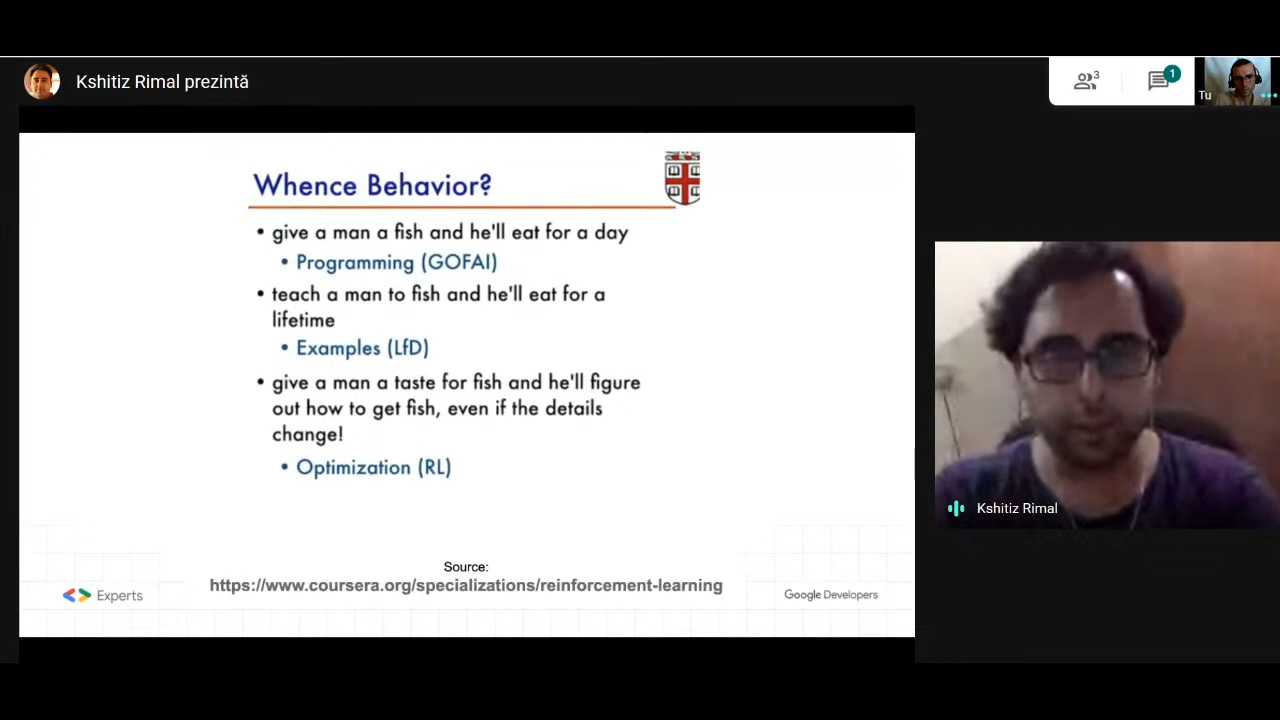 Kshitiz Rimal prezintă
3
1
Tu
Whence Behavior?
• give a man a fish and he'll eat for a day
• Programming (GOFAI)
• teach a man to fish and he'll eat for a
lifetime
• Examples (LfD)
• give a man a taste for fish and he'll figure
out how to get fish, even if the details
change!
• Optimization (RL)
Source:
https://www.coursera.org/specializations/reinforcement-learning
Experts
Google Developers
Kshitiz Rimal